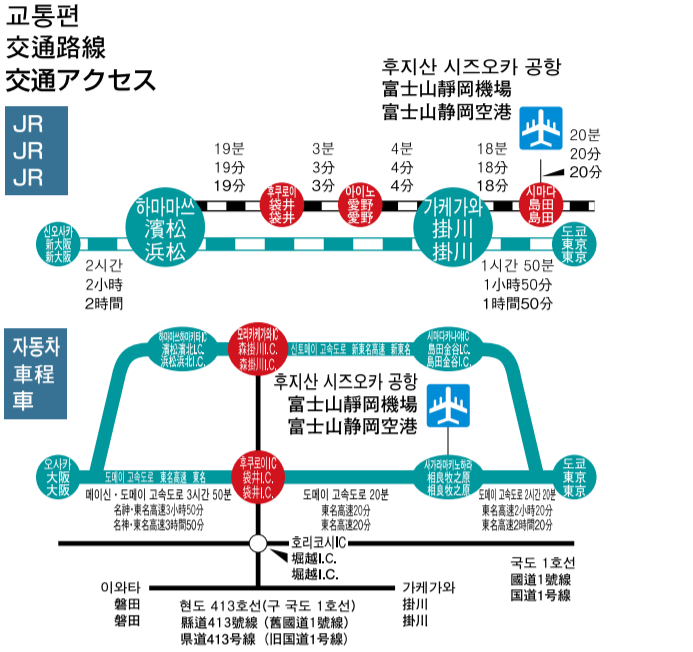 교통편
交通路線
交通アクセス
JR
JR
JR
후지산 시즈오카 공항
富士山靜岡機場
富士山静岡空港
19분
19分
19分
3분
3分
3分
4분
4分
4分
18분
18分
18分
20분
20分
20分
하마마쓰
濱松
浜松
후쿠로이
袋井
袋井
아이노
愛野
愛野
가케가와
掛川
掛川
시마다
島田
島田
신오사카
新大阪
新大阪
도쿄
東京
東京
2시간
2小時
2時間
1시간 50분
1小時50分
1時間50分
자동차
車程
車
하마마쓰하마키타IC
濱松濱北I.C.
浜松浜北I.C.
모리카케가와IC
森掛川I.C.
森掛川I.C.
신토메이 고속도로 新東名高速 新東名
시마다카나야IC
島田金谷I.C.
島田金谷I.C.
후지산 시즈오카 공항
富士山靜岡機場
富士山静岡空港
오사카
大阪
大阪
도메이 고속도로 東名高速 東名
후쿠로이IC
袋井I.C.
袋井I.C.
사가라마키노하라
相良牧之原
相良牧之原
도쿄
東京
東京
메이신・도메이 고속도로 3시간 50분
名神・東名高速3小時50分
名神・東名高速3時間50分
도메이 고속도로 20분
東名高速20分
東名高速20分
도메이 고속도로 2시간 20분
東名高速2小時20分
東名高速2時間20分
호리코시IC
堀越I.C.
堀越I.C.
국도 1호선
國道1號線
国道1号線
이와타
磐田
磐田
현도 413호선(구 국도 1호선)
縣道413號線（舊國道1號線）
県道413号線（旧国道1号線）
가케가와
掛川
掛川